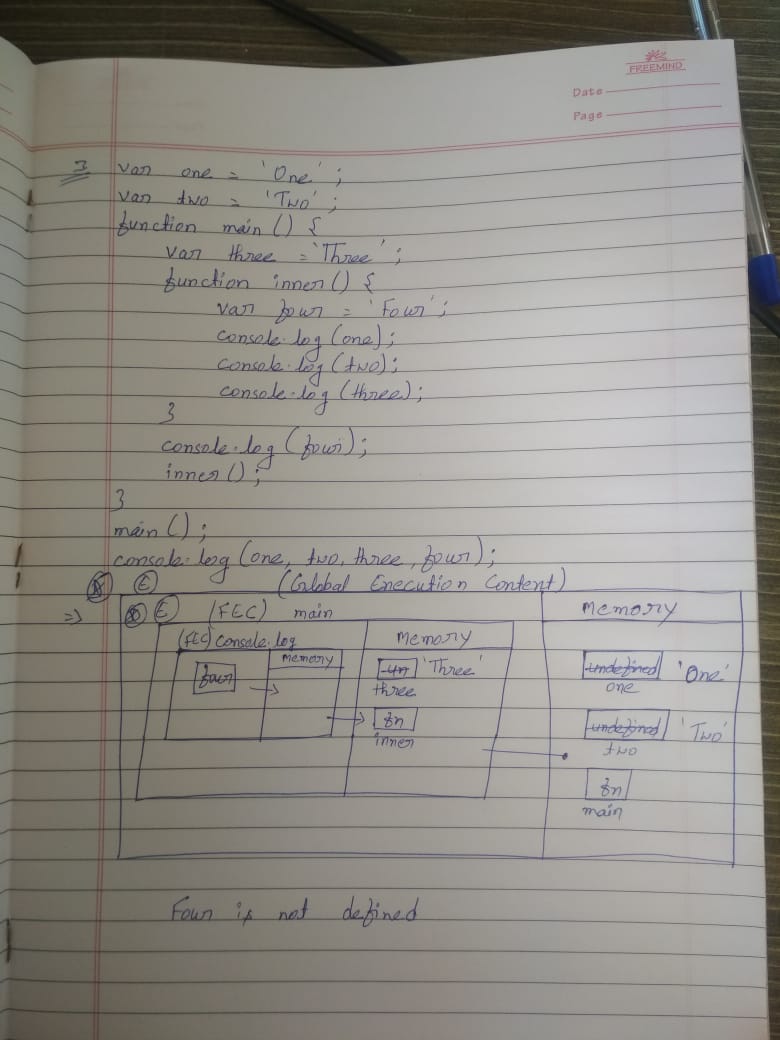 FREEMIND
Date
Page
3 var one = 'One';
var two = 'Two';
function main() {
var three = 'Three';
function inner() {
var four = 'Four';
console.log(one);
console.log(two);
console.log(three);
}
console.log(four);
inner();
}
main();
console.log(one, two, three, four);
E (Global Execution Content)
=> E (FEC) main Memory
(FEC) console.log Memory
Memory
four un 'Three' undefined 'One'
three one
fn undefined 'Two'
inner two
fn
main
Four is not defined